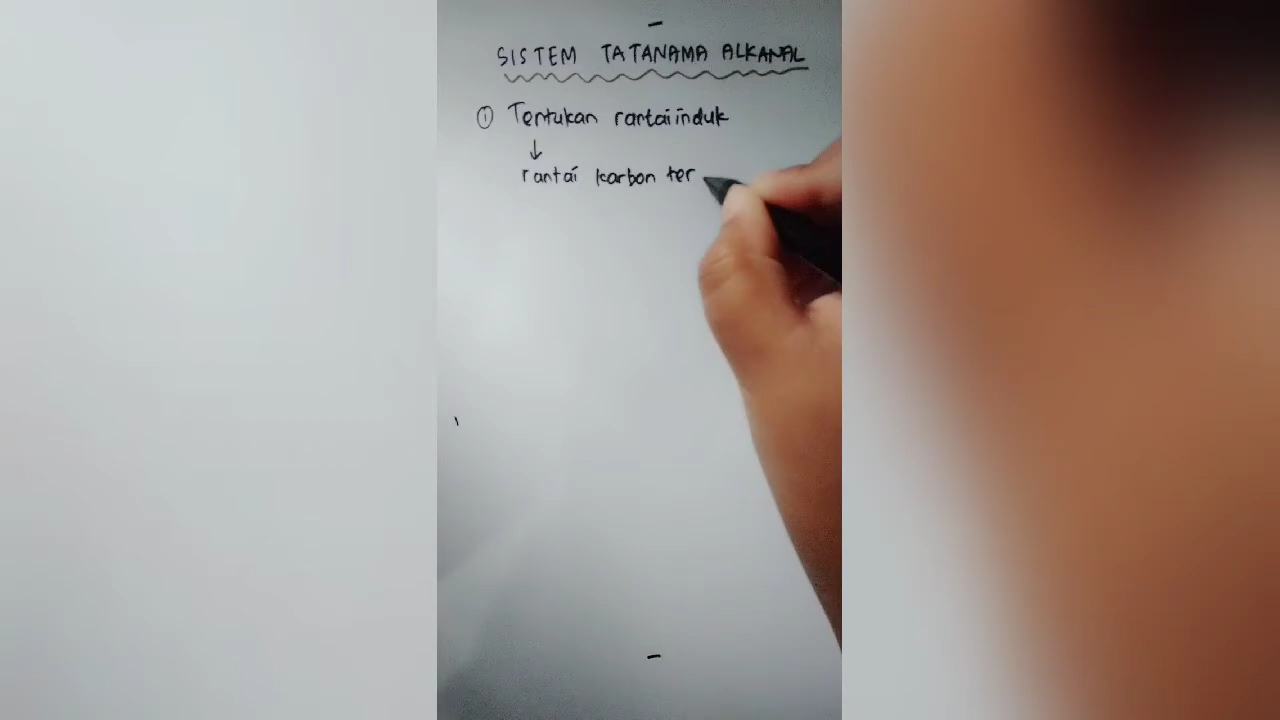 SISTEM TATANAMA ALKANAL
① Tentukan rantai induk
↓
rantai karbon ter